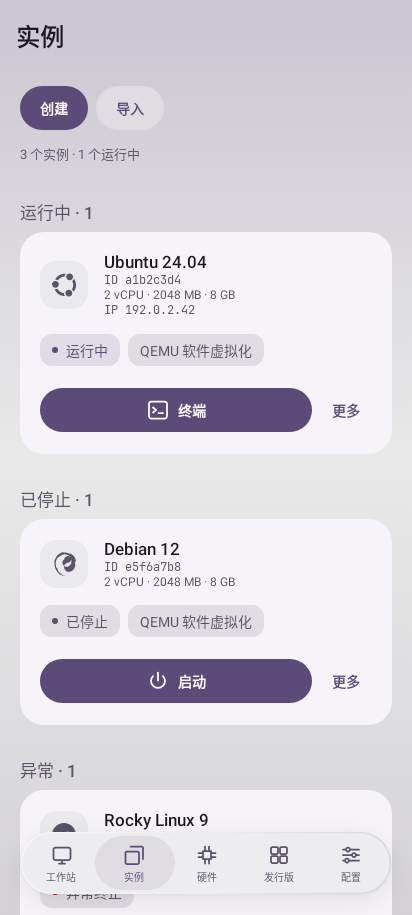 实例
创建
导入
3 个实例 · 1 个运行中
运行中 · 1
Ubuntu 24.04
ID a1b2c3d4
2 vCPU · 2048 MB · 8 GB
IP 192.0.2.42
运行中
QEMU 软件虚拟化
终端
更多
已停止 · 1
Debian 12
ID e5f6a7b8
2 vCPU · 2048 MB · 8 GB
已停止
QEMU 软件虚拟化
启动
更多
异常 · 1
Rocky Linux 9
异常终止
工作站
实例
硬件
发行版
配置